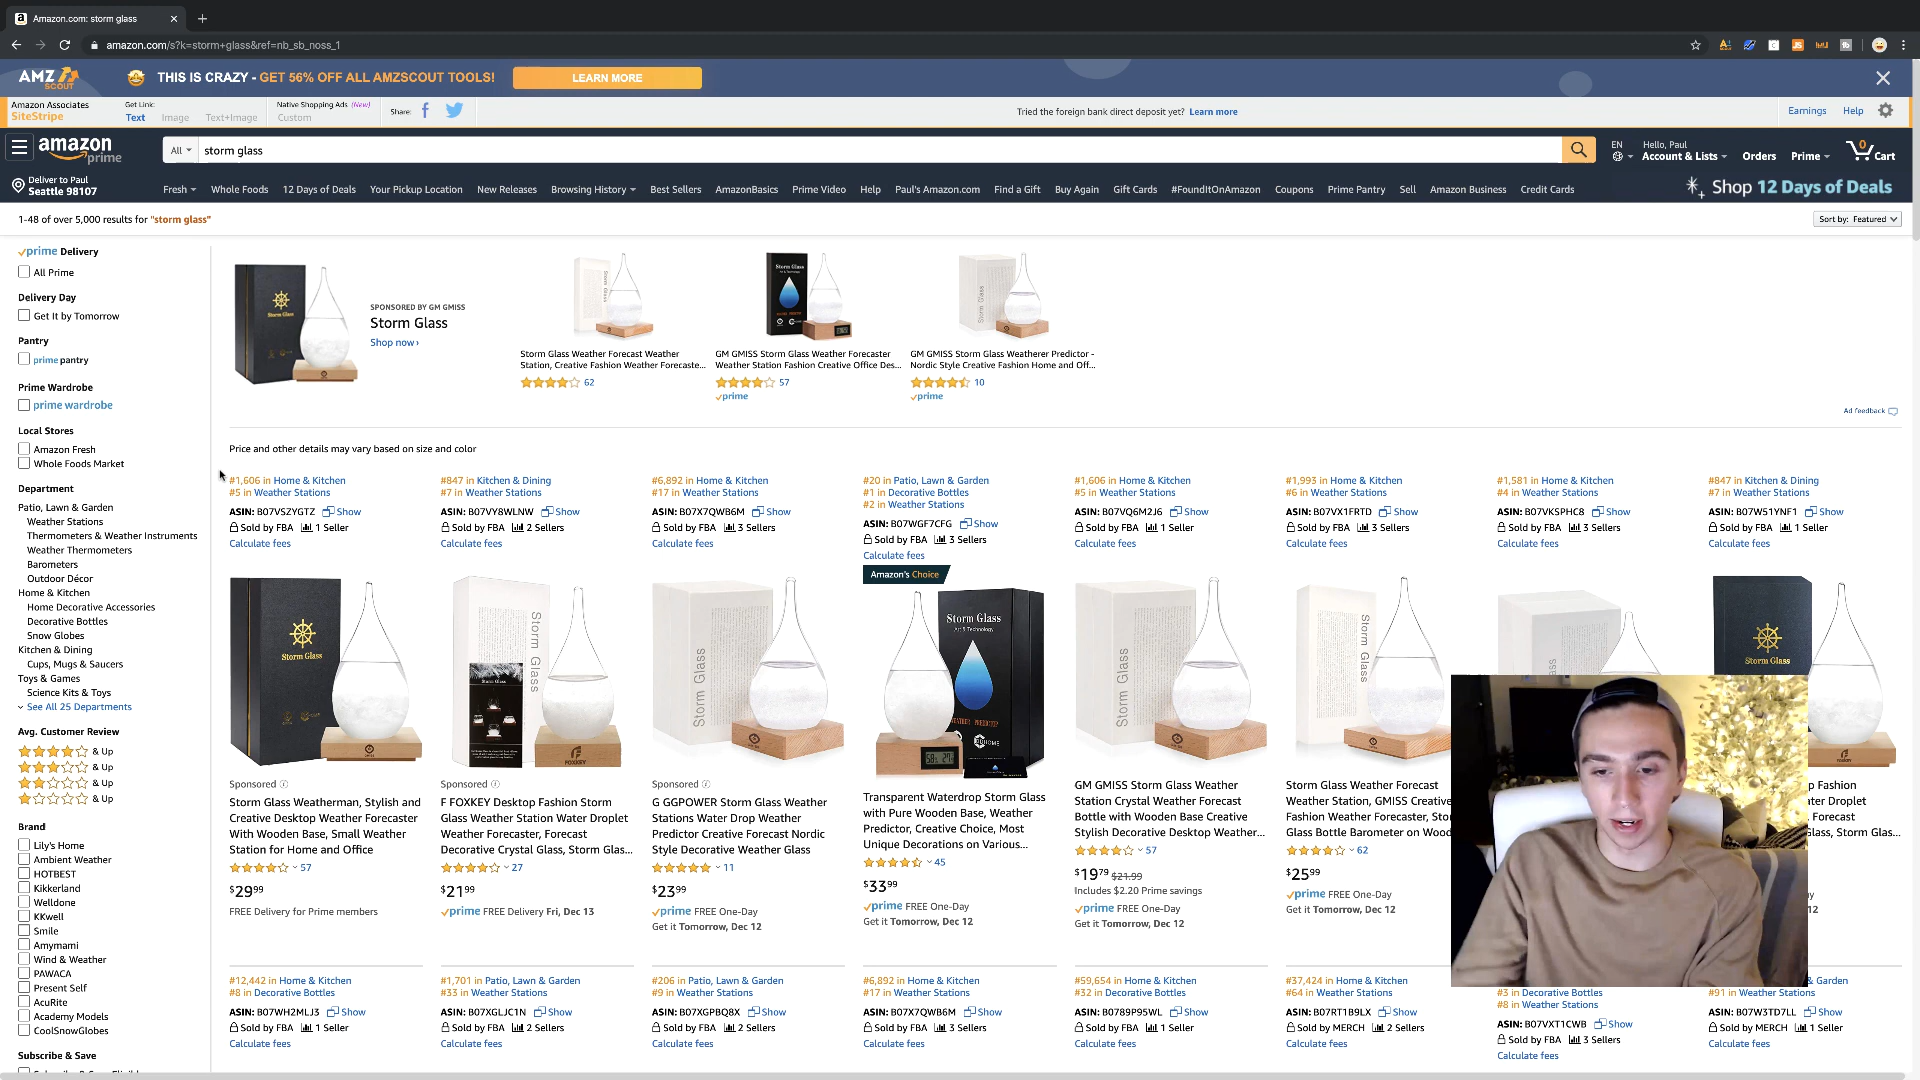 Amazon.com: storm glass
amazon.com/s?k=storm+glass&ref=nb_sb_noss_1
AMZ SCOUT
THIS IS CRAZY - GET 56% OFF ALL AMZSCOUT TOOLS!
LEARN MORE
Amazon Associates
SiteStripe
Get Link:
Text Image Text+Image
Native Shopping Ads (New)
Custom
Share:
Tried the foreign bank direct deposit yet? Learn more
Earnings Help
amazon prime
All
storm glass
EN
Hello, Paul
Account & Lists
Orders
Prime
0
Cart
Deliver to Paul
Seattle 98107
Fresh Whole Foods 12 Days of Deals Your Pickup Location New Releases Browsing History Best Sellers AmazonBasics Prime Video Help Paul's Amazon.com Find a Gift Buy Again Gift Cards #FoundItOnAmazon Coupons Prime Pantry Sell Amazon Business Credit Cards
Shop 12 Days of Deals
1-48 of over 5,000 results for "storm glass"
Sort by: Featured
prime Delivery
All Prime
Delivery Day
Get It by Tomorrow
Pantry
prime pantry
Prime Wardrobe
prime wardrobe
Local Stores
Amazon Fresh
Whole Foods Market
Department
Patio, Lawn & Garden
Weather Stations
Thermometers & Weather Instruments
Weather Thermometers
Barometers
Outdoor Décor
Home & Kitchen
Home Decorative Accessories
Decorative Bottles
Snow Globes
Kitchen & Dining
Cups, Mugs & Saucers
Toys & Games
Science Kits & Toys
See All 25 Departments
Avg. Customer Review
& Up
& Up
& Up
& Up
Brand
Lily's Home
Ambient Weather
HOTBEST
Kikkerland
Welldone
KKwell
Smile
Amymami
Wind & Weather
PAWACA
Present Self
AcuRite
Academy Models
CoolSnowGlobes
Subscribe & Save
SPONSORED BY GM GMISS
Storm Glass
Shop now ›
Storm Glass Weather Forecast Weather
Station, Creative Fashion Weather Forecaste...
62
GM GMISS Storm Glass Weather Forecaster
Weather Station Fashion Creative Office Des...
57
prime
GM GMISS Storm Glass Weatherer Predictor -
Nordic Style Creative Fashion Home and Off...
10
prime
Ad feedback
Price and other details may vary based on size and color
#1,606 in Home & Kitchen
#5 in Weather Stations
ASIN: B07VSZYGTZ Show
Sold by FBA 1 Seller
Calculate fees
Storm Glass
Sponsored
Storm Glass Weatherman, Stylish and
Creative Desktop Weather Forecaster
With Wooden Base, Small Weather
Station for Home and Office
57
$29 99
FREE Delivery for Prime members
#847 in Kitchen & Dining
#7 in Weather Stations
ASIN: B07VY8WLNW Show
Sold by FBA 2 Sellers
Calculate fees
Storm Glass
Sponsored
F FOXKEY Desktop Fashion Storm
Glass Weather Station Water Droplet
Weather Forecaster, Forecast
Decorative Crystal Glass, Storm Glas...
27
$21 99
prime FREE Delivery Fri, Dec 13
#6,892 in Home & Kitchen
#17 in Weather Stations
ASIN: B07X7QWB6M Show
Sold by FBA 3 Sellers
Calculate fees
Storm Glass
Sponsored
G GGPOWER Storm Glass Weather
Stations Water Drop Weather
Predictor Creative Forecast Nordic
Style Decorative Weather Glass
11
$23 99
prime FREE One-Day
Get it Tomorrow, Dec 12
#20 in Patio, Lawn & Garden
#1 in Decorative Bottles
#2 in Weather Stations
ASIN: B07WGF7CFG Show
Sold by FBA 3 Sellers
Calculate fees
Amazon's Choice
Storm Glass
Transparent Waterdrop Storm Glass
with Pure Wooden Base, Weather
Predictor, Creative Choice, Most
Unique Decorations on Various...
45
$33 99
prime FREE One-Day
Get it Tomorrow, Dec 12
#1,606 in Home & Kitchen
#5 in Weather Stations
ASIN: B07VQ6M2J6 Show
Sold by FBA 1 Seller
Calculate fees
Storm Glass
GM GMISS Storm Glass Weather
Station Crystal Weather Forecast
Bottle with Wooden Base Creative
Stylish Decorative Desktop Weather...
57
$19 79 $21.99
Includes $2.20 Prime savings
prime FREE One-Day
Get it Tomorrow, Dec 12
#1,993 in Home & Kitchen
#6 in Weather Stations
ASIN: B07VX1FRTD Show
Sold by FBA 3 Sellers
Calculate fees
Storm Glass
Storm Glass Weather Forecast
Weather Station, GMISS Creative
Fashion Weather Forecaster, Stor
Glass Bottle Barometer on Wood
62
$25 99
prime FREE One-Day
Get it Tomorrow, Dec 12
#1,581 in Home & Kitchen
#4 in Weather Stations
ASIN: B07VKSPHC8 Show
Sold by FBA 3 Sellers
Calculate fees
#847 in Kitchen & Dining
#7 in Weather Stations
ASIN: B07W51YNF1 Show
Sold by FBA 1 Seller
Calculate fees
Storm Glass
Fashion
Droplet
Forecast
Glass, Storm Glas...
12
#12,442 in Home & Kitchen
#8 in Decorative Bottles
ASIN: B07WH2MLJ3 Show
Sold by FBA 1 Seller
Calculate fees
#1,701 in Patio, Lawn & Garden
#33 in Weather Stations
ASIN: B07XGLJC1N Show
Sold by FBA 2 Sellers
Calculate fees
#206 in Patio, Lawn & Garden
#9 in Weather Stations
ASIN: B07XGPBQ8X Show
Sold by FBA 2 Sellers
Calculate fees
#6,892 in Home & Kitchen
#17 in Weather Stations
ASIN: B07X7QWB6M Show
Sold by FBA 3 Sellers
Calculate fees
#59,654 in Home & Kitchen
#32 in Decorative Bottles
ASIN: B0789P95WL Show
Sold by FBA 1 Seller
Calculate fees
#37,424 in Home & Kitchen
#64 in Weather Stations
ASIN: B07RT1B9LX Show
Sold by MERCH 2 Sellers
Calculate fees
#3 in Decorative Bottles
#8 in Weather Stations
ASIN: B07VXT1CWB Show
Sold by FBA 3 Sellers
Calculate fees
& Garden
#91 in Weather Stations
ASIN: B07W3TD7LL Show
Sold by MERCH 1 Seller
Calculate fees